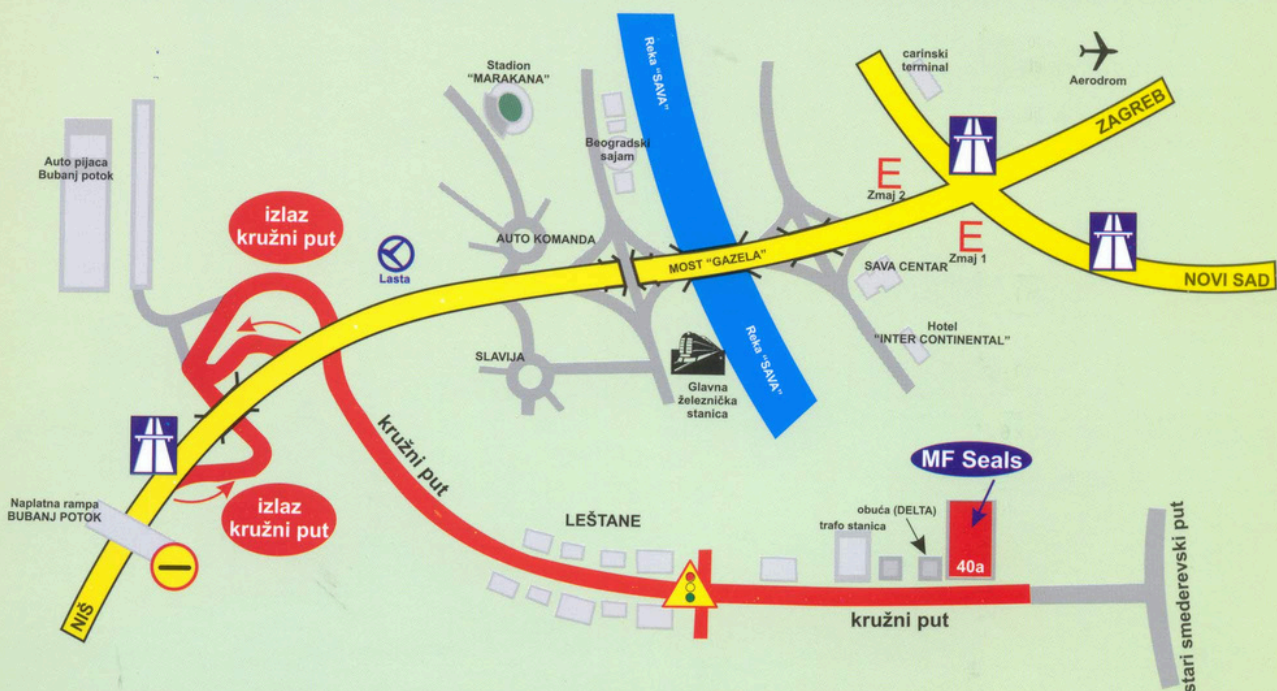 Stadion
"MARAKANA"
Reka "SAVA"
carinski
terminal
Aerodrom
ZAGREB
Auto pijaca
Bubanj potok
Beogradski
sajam
E
Zmaj 2
izlaz
kružni put
Lasta
AUTO KOMANDA
MOST "GAZELA"
E
Zmaj 1
SAVA CENTAR
NOVI SAD
Hotel
"INTER CONTINENTAL"
SLAVIJA
Reka "SAVA"
Glavna
železnička
stanica
kružni put
MF Seals
Naplatna rampa
BUBANJ POTOK
izlaz
kružni put
LEŠTANE
obuća (DELTA)
trafo stanica
40a
kružni put
NIŠ
stari smederevski put